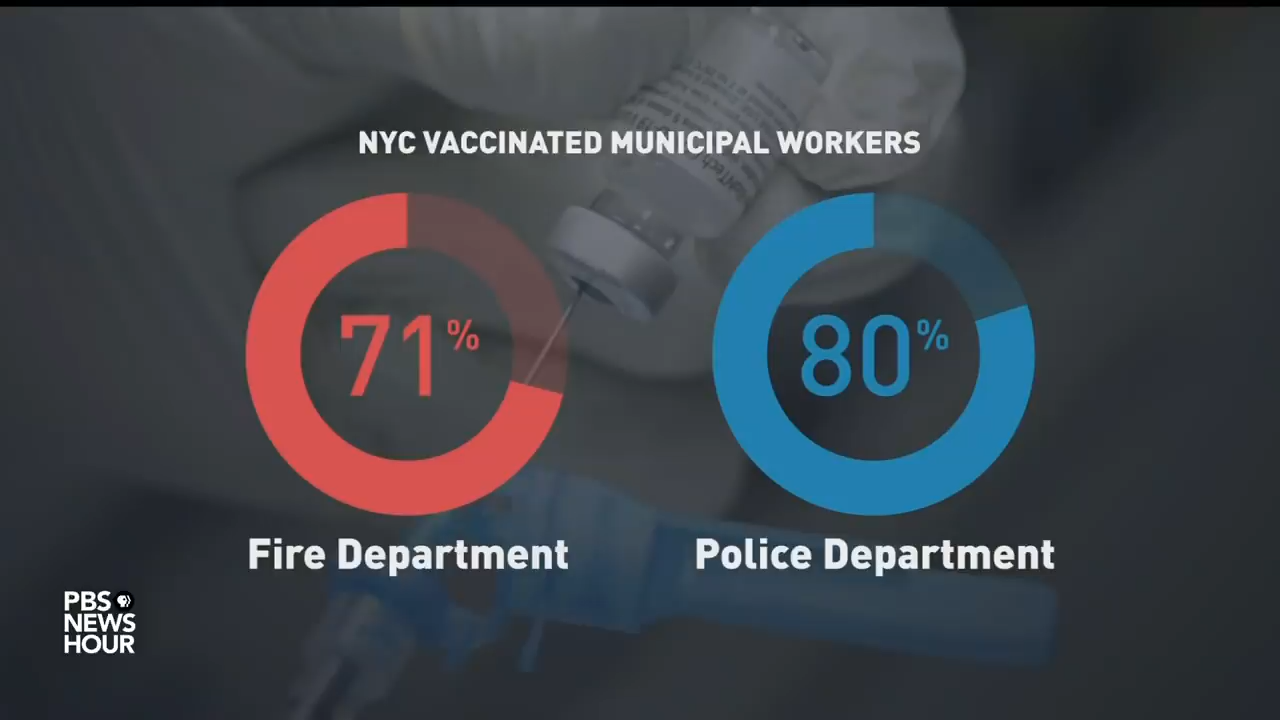 NYC VACCINATED MUNICIPAL WORKERS
71%
80%
Fire Department
Police Department
PBS
NEWS
HOUR